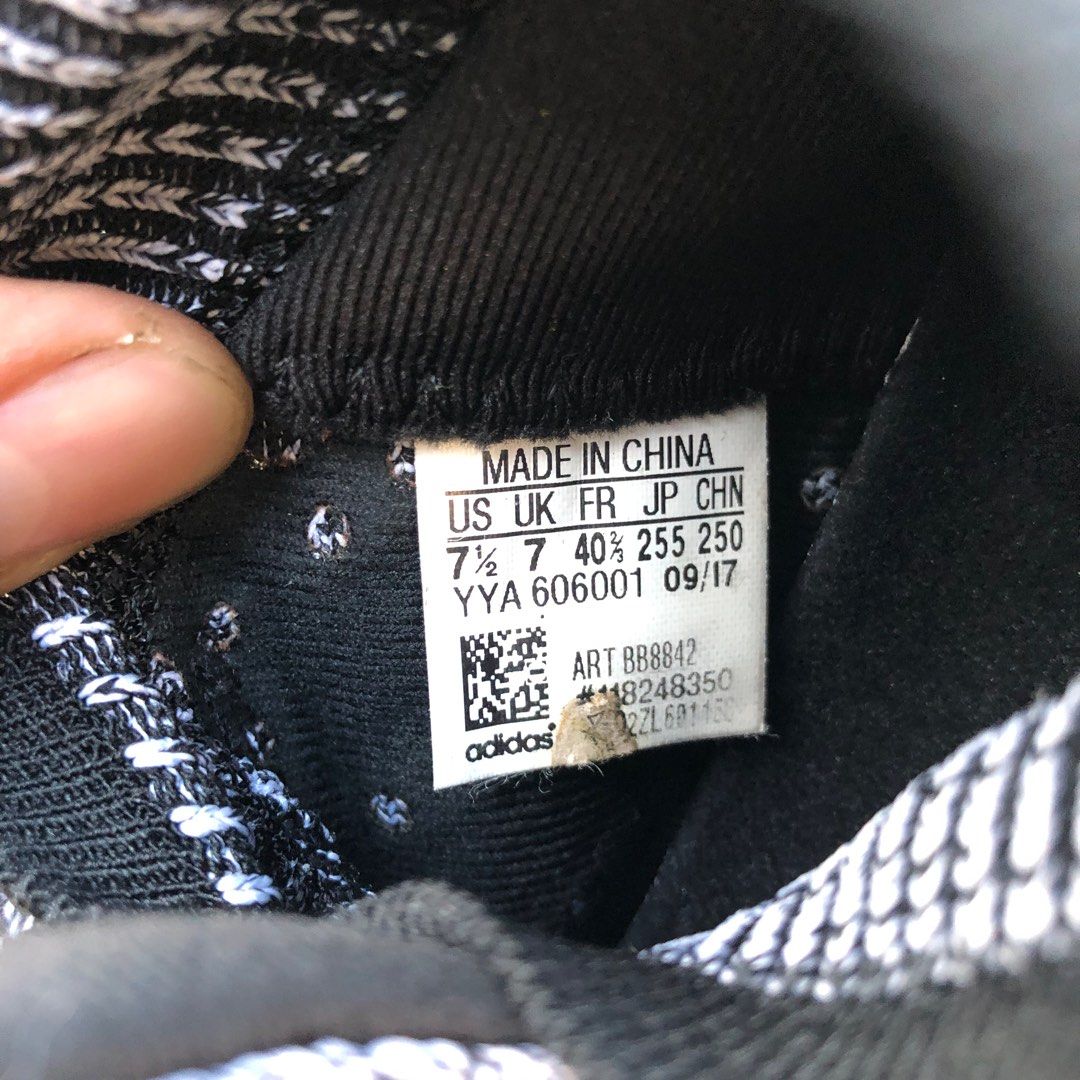 MADE IN CHINA
US UK FR JP CHN
7½ 7 40⅔ 255 250
YYA 606001 09/17
ART BB8842
adidas